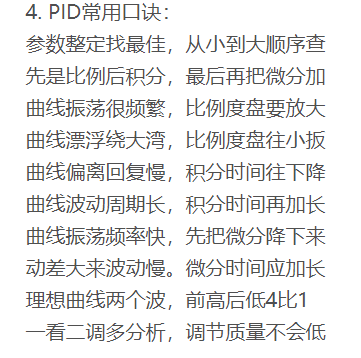 4. PID常用口诀：
参数整定找最佳，从小到大顺序查
先是比例后积分，最后再把微分加
曲线振荡很频繁，比例度盘要放大
曲线漂浮绕大湾，比例度盘往小扳
曲线偏离回复慢，积分时间往下降
曲线波动周期长，积分时间再加长
曲线振荡频率快，先把微分降下来
动差大来波动慢。微分时间应加长
理想曲线两个波，前高后低4比1
一看二调多分析，调节质量不会低